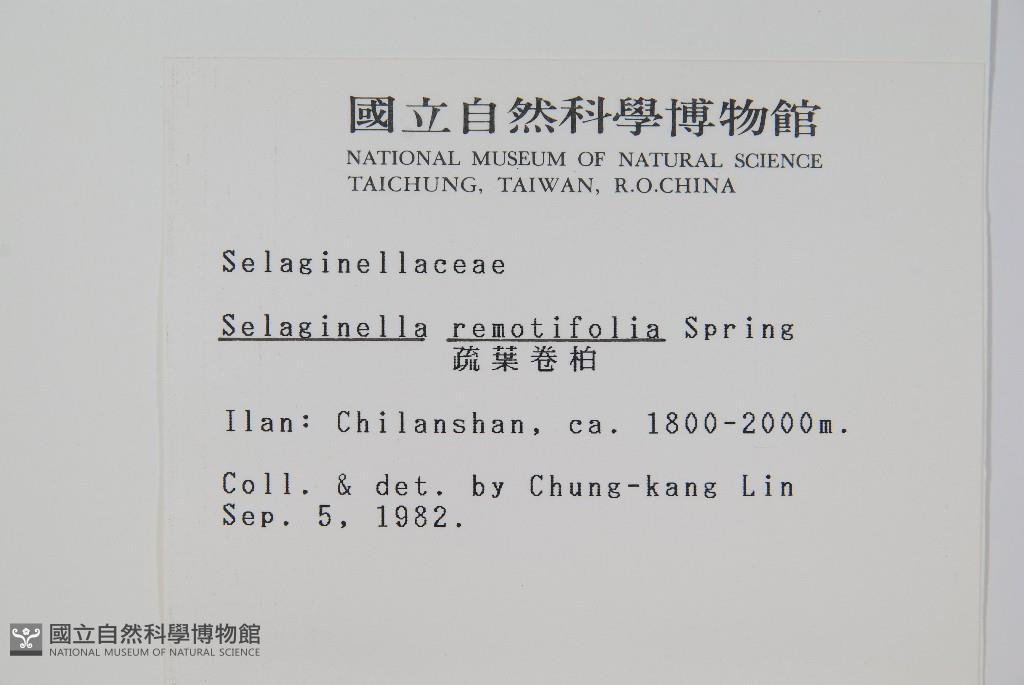 國立自然科學博物館
NATIONAL MUSEUM OF NATURAL SCIENCE
TAICHUNG, TAIWAN, R.O.CHINA
Selaginellaceae
Selaginella remotifolia Spring
疏葉卷柏
Ilan: Chilanshan, ca. 1800-2000m.
Coll. & det. by Chung-kang Lin
Sep. 5, 1982.
國立自然科學博物館
NATIONAL MUSEUM OF NATURAL SCIENCE